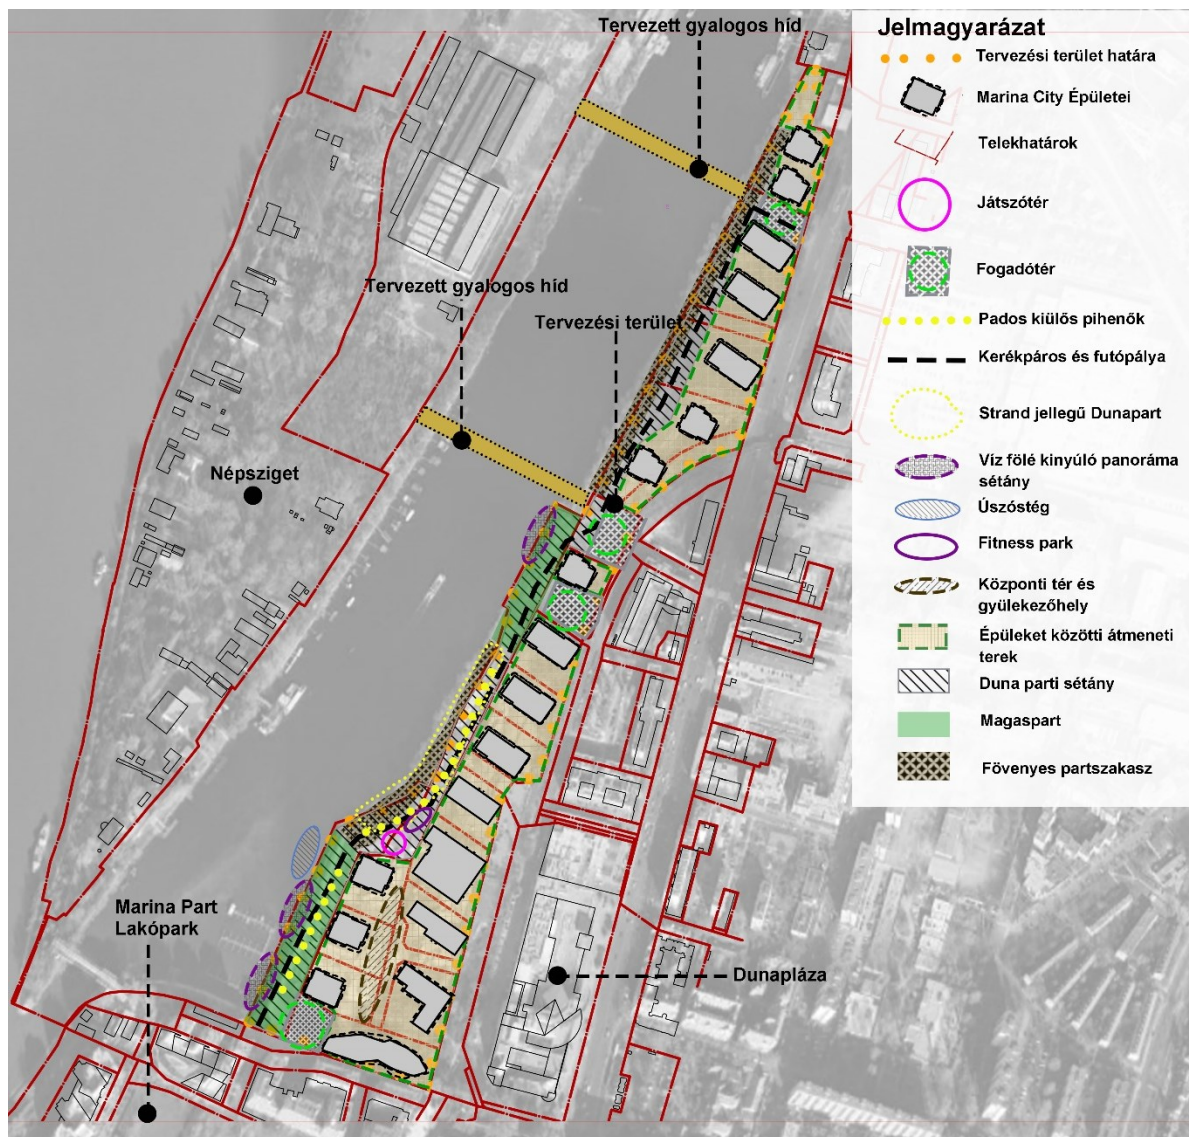 Tervezett gyalogos híd
Tervezett gyalogos híd
Tervezési terület
Népsziget
Marina Part
Lakópark
Dunapláza
Jelmagyarázat
Tervezési terület határa
Marina City Épületei
Telekhatárok
Játszótér
Fogadótér
Pados kiülős pihenők
Kerékpáros és futópálya
Strand jellegű Dunapart
Víz fölé kinyúló panoráma
sétány
Úszóstég
Fitness park
Központi tér és
gyülekezőhely
Épüleket közötti átmeneti
terek
Duna parti sétány
Magaspart
Fövenyes partszakasz